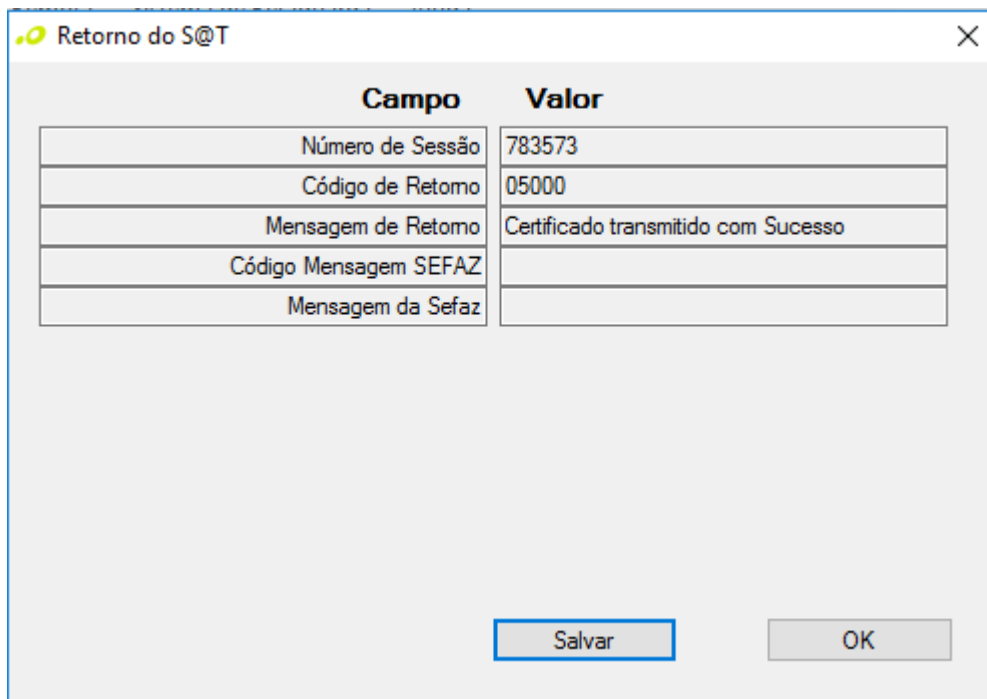 Retorno do S@T
Campo Valor
Número de Sessão 783573
Código de Retorno 05000
Mensagem de Retorno Certificado transmitido com Sucesso
Código Mensagem SEFAZ
Mensagem da Sefaz
Salvar OK